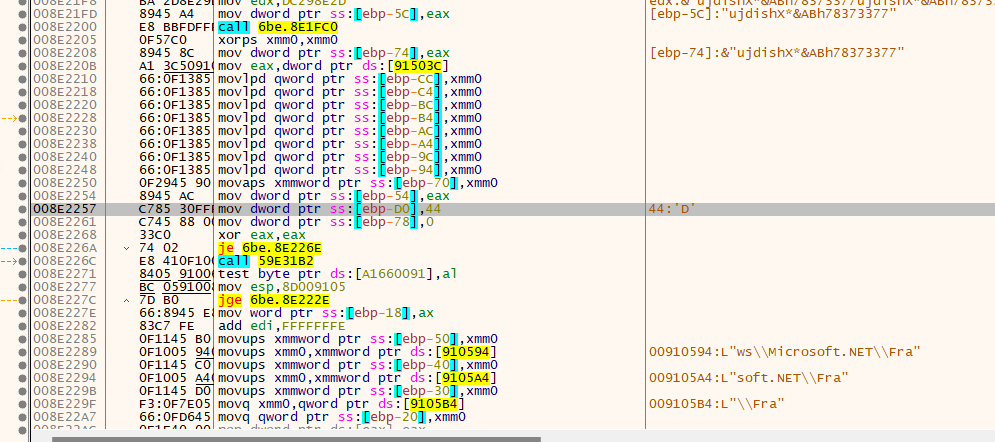 008E21F8 BA 2D8E29 mov edx,DC298E2D
008E21FD 8945 A4 mov dword ptr ss:[ebp-5C],eax [ebp-5C]:"ujdishX*&ABh78373377"
008E2200 E8 BBFDFF call 6be.8E1FC0
008E2205 0F57C0 xorps xmm0,xmm0
008E2208 8945 8C mov dword ptr ss:[ebp-74],eax [ebp-74]:&"ujdishX*&ABh78373377"
008E220B A1 3C5091 mov eax,dword ptr ds:[91503C]
008E2210 66:0F1385 movlpd qword ptr ss:[ebp-CC],xmm0
008E2218 66:0F1385 movlpd qword ptr ss:[ebp-C4],xmm0
008E2220 66:0F1385 movlpd qword ptr ss:[ebp-BC],xmm0
008E2228 66:0F1385 movlpd qword ptr ss:[ebp-B4],xmm0
008E2230 66:0F1385 movlpd qword ptr ss:[ebp-AC],xmm0
008E2238 66:0F1385 movlpd qword ptr ss:[ebp-A4],xmm0
008E2240 66:0F1385 movlpd qword ptr ss:[ebp-9C],xmm0
008E2248 66:0F1385 movlpd qword ptr ss:[ebp-94],xmm0
008E2250 0F2945 90 movaps xmmword ptr ss:[ebp-70],xmm0
008E2254 8945 AC mov dword ptr ss:[ebp-54],eax
008E2257 C785 30FF mov dword ptr ss:[ebp-D0],44 44:'D'
008E2261 C745 88 00 mov dword ptr ss:[ebp-78],0
008E2268 33C0 xor eax,eax
008E226A 74 02 je 6be.8E226E
008E226C E8 410F10 call 59E31B2
008E2271 8405 9100 test byte ptr ds:[A1660091],al
008E2277 BC 0591008 mov esp,8D009105
008E227C 7D B0 jge 6be.8E222E
008E227E 66:8945 E8 mov word ptr ss:[ebp-18],ax
008E2282 83C7 FE add edi,FFFFFFFE
008E2285 0F1145 B0 movups xmmword ptr ss:[ebp-50],xmm0
008E2289 0F1005 940 movups xmm0,xmmword ptr ds:[910594] 00910594:L"ws\\Microsoft.NET\\Fra"
008E2290 0F1145 C0 movups xmmword ptr ss:[ebp-40],xmm0
008E2294 0F1005 A40 movups xmm0,xmmword ptr ds:[9105A4] 009105A4:L"soft.NET\\Fra"
008E229B 0F1145 D0 movups xmmword ptr ss:[ebp-30],xmm0
008E229F F3:0F7E05 movq xmm0,qword ptr ds:[9105B4] 009105B4:L"\\Fra"
008E22A7 66:0FD645 movq qword ptr ss:[ebp-20],xmm0